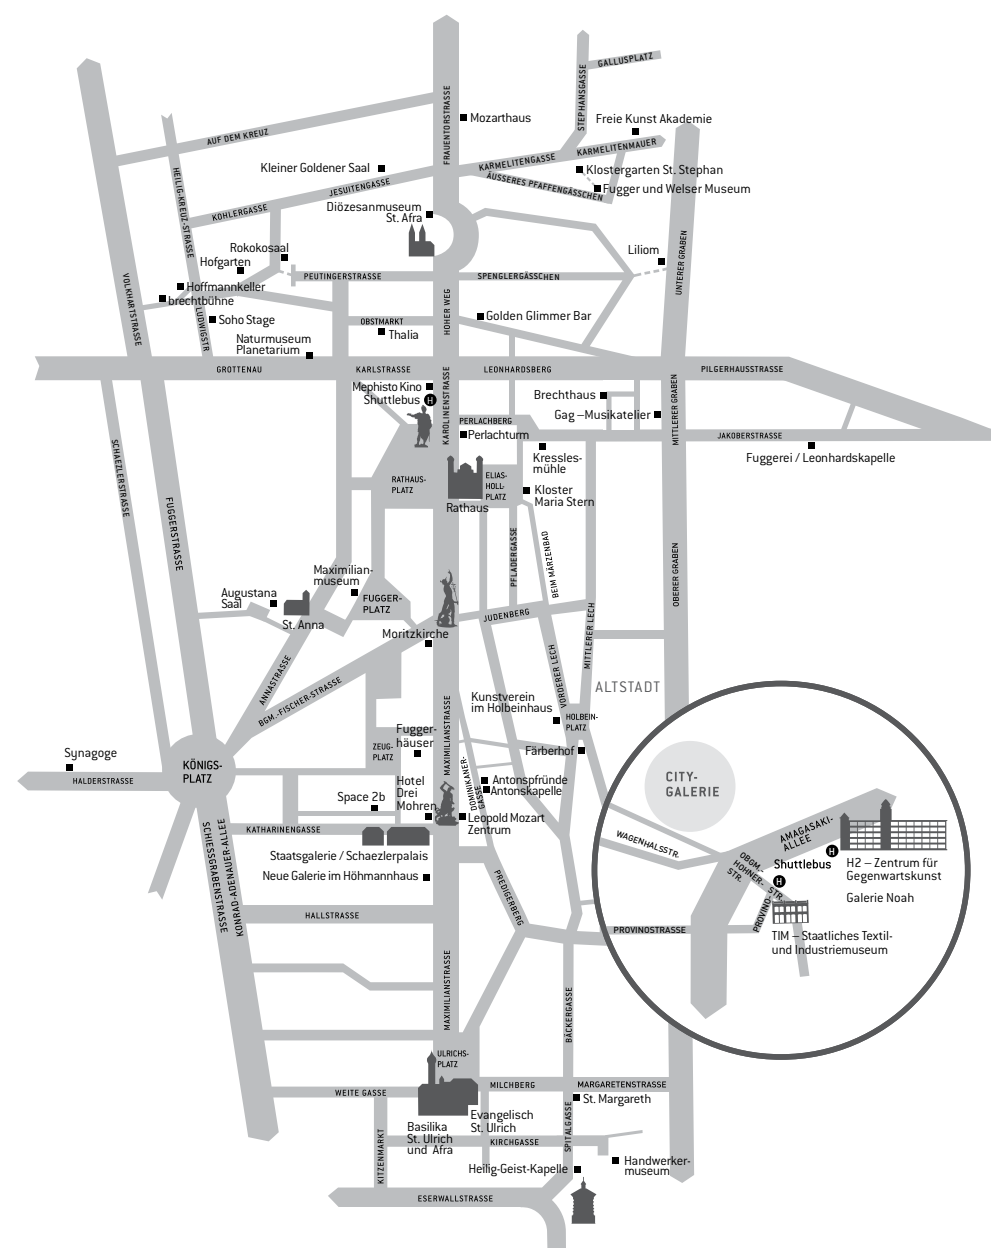 GALLUSPLATZ
STEPHANSGASSE
FRAUENTORSTRASSE
Mozarthaus
Freie Kunst Akademie
AUF DEM KREUZ
KARMELITENMAUER
KARMELITENGASSE
Kleiner Goldener Saal
Klostergarten St. Stephan
HEILIG-KREUZ-STRASSE
JESUITENGASSE
ÄUSSERES PFAFFENGÄSSCHEN
Fugger und Welser Museum
KOHLERGASSE
Diözesanmuseum
St. Afra
Rokokosaal
Liliom
UNTERER GRABEN
Hofgarten
PEUTINGERSTRASSE
SPENGLERGÄSSCHEN
VOLKHARTSTRASSE
Hoffmannkeller
brechtbühne
HOHER WEG
LUDWIGSTR
Soho Stage
OBSTMARKT
Golden Glimmer Bar
Thalia
Naturmuseum
Planetarium
GROTTENAU
KARLSTRASSE
LEONHARDSBERG
PILGERHAUSSTRASSE
Mephisto Kino
Shuttlebus
H
KAROLINENSTRASSE
Brechthaus
MITTLERER GRABEN
Gag – Musikatelier
PERLACHBERG
Perlachturm
JAKOBERSTRASSE
SCHAEZLERSTRASSE
Kressles-
mühle
Fuggerei / Leonhardskapelle
RATHAUS-
PLATZ
ELIAS-
HOLL-
PLATZ
Kloster
Maria Stern
Rathaus
FUGGERSTRASSE
PFLADERGASSE
BEIM MÄRZENBAD
OBERER GRABEN
Maximilian-
museum
Augustana
Saal
FUGGER-
PLATZ
St. Anna
JUDENBERG
MITTLERER LECH
Moritzkirche
ANNASTRASSE
VORDERER LECH
BGM.-FISCHER-STRASSE
ALTSTADT
Kunstverein
im Holbeinhaus
HOLBEIN-
PLATZ
MAXIMILIANSTRASSE
Fugger-
häuser
ZEUG-
PLATZ
Färberhof
Synagoge
KÖNIGS-
PLATZ
HALDERSTRASSE
CITY-
GALERIE
Hotel
Drei
Mohren
DOMINIKANER-
GASSE
Antonspfründe
Antonskapelle
Space 2b
Leopold Mozart
Zentrum
KATHARINENGASSE
AMAGASAKI-
ALLEE
WAGENHALSSTR.
Staatsgalerie / Schaezlerpalais
OBGM.-
HOHNER-
STR.
Shuttlebus
H
H2 – Zentrum für
Gegenwartskunst
Neue Galerie im Höhmannhaus
H
Galerie Noah
SCHIESSGRABENSTRASSE
KONRAD-ADENAUER-ALLEE
PREDIGERBERG
PROVINO-
STR.
HALLSTRASSE
PROVINOSTRASSE
TIM – Staatliches Textil-
und Industriemuseum
MAXIMILIANSTRASSE
BÄCKERGASSE
ULRICHS-
PLATZ
WEITE GASSE
MILCHBERG
MARGARETENSTRASSE
St. Margareth
Evangelisch
St. Ulrich
Basilika
St. Ulrich
und Afra
SPITALGASSE
KIRCHGASSE
KITZENMARKT
Handwerker-
museum
Heilig-Geist-Kapelle
ESERWALLSTRASSE